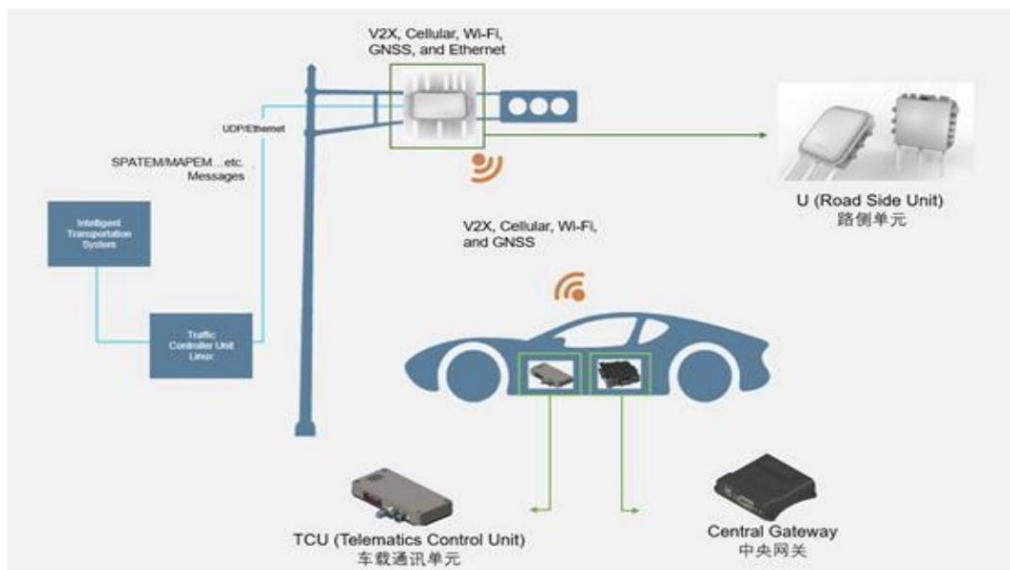 V2X, Cellular, Wi-Fi,
GNSS, and Ethernet
UDP/Ethernet
SPATEM/MAPEM...etc.
Messages
Intelligent
Transportation
System
Traffic
Controller Unit
Linux
U (Road Side Unit)
路侧单元
V2X, Cellular, Wi-Fi,
and GNSS
TCU (Telematics Control Unit)
车载通讯单元
Central Gateway
中央网关